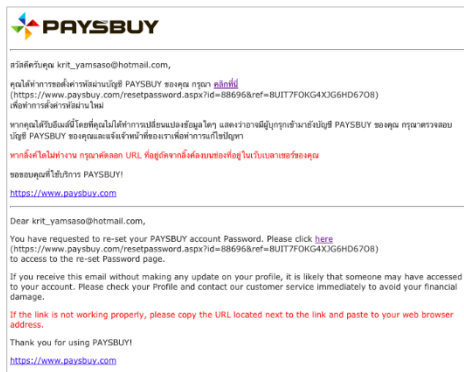 PAYSBUY
สวัสดีครับคุณ krit_yamsaso@hotmail.com,
คุณได้ทำการขอตั้งค่ารหัสผ่านบัญชี PAYSBUY ของคุณ กรุณา คลิกที่นี่
(https://www.paysbuy.com/resetpassword.aspx?id=88696&ref=8UIT7FOKG4XJG6HD67O8)
เพื่อทำการตั้งค่ารหัสผ่านใหม่
หากคุณได้รับอีเมล์นี้โดยที่คุณไม่ได้ทำการเปลี่ยนแปลงข้อมูลใดๆ แสดงว่าอาจมีผู้บุกรุกเข้ามายังบัญชี PAYSBUY ของคุณ กรุณาตรวจสอบ
บัญชี PAYSBUY ของคุณและแจ้งเจ้าหน้าที่ของเราเพื่อทำการแก้ไขปัญหา
หากลิ้งค์ใดไม่ทำงาน กรุณาคัดลอก URL ที่อยู่ถัดจากลิ้งค์ลงบนช่องที่อยู่ในเว็บเบราเซอร์ของคุณ
ขอขอบคุณที่ใช้บริการ PAYSBUY!
https://www.paysbuy.com
Dear krit_yamsaso@hotmail.com,
You have requested to re-set your PAYSBUY account Password. Please click here
(https://www.paysbuy.com/resetpassword.aspx?id=88696&ref=8UIT7FOKG4XJG6HD67O8)
to access to the re-set Password page.
If you receive this email without making any update on your profile, it is likely that someone may have accessed
to your account. Please check your Profile and contact our customer service immediately to avoid your financial
damage.
If the link is not working properly, please copy the URL located next to the link and paste to your web browser
address.
Thank you for using PAYSBUY!
https://www.paysbuy.com